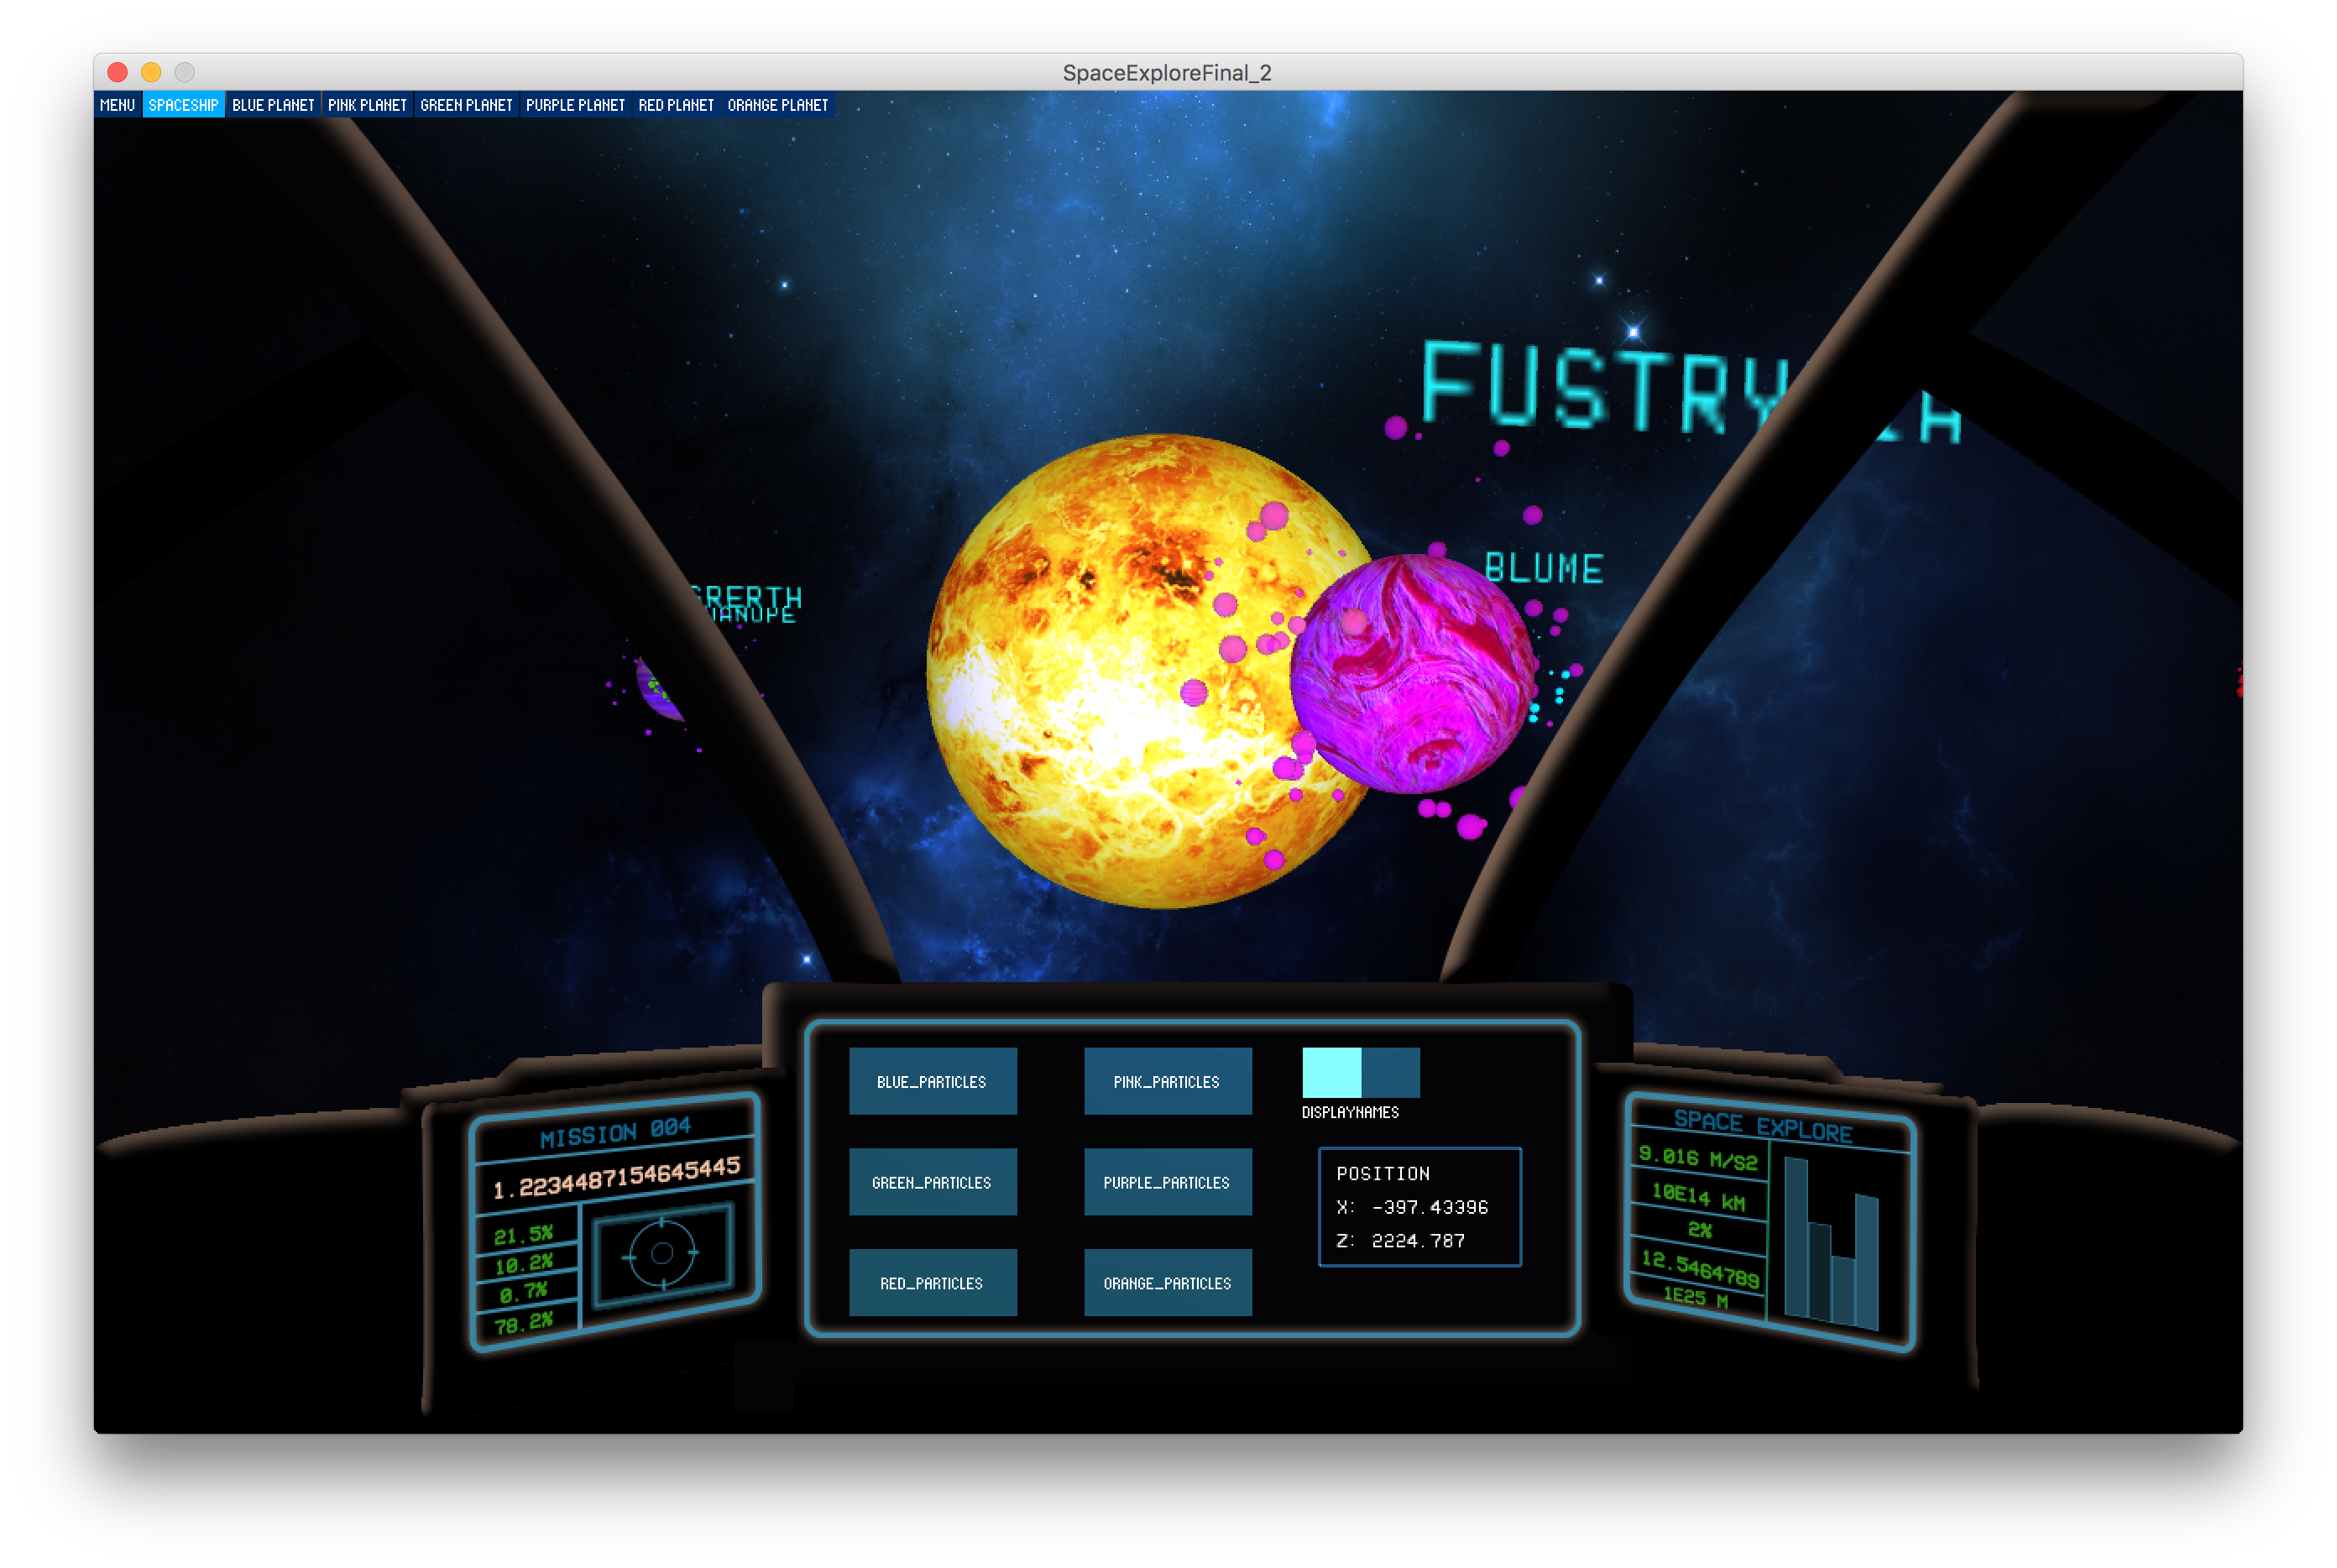 SpaceExploreFinal_2
MENU SPACESHIP BLUE PLANET PINK PLANET GREEN PLANET PURPLE PLANET RED PLANET ORANGE PLANET
BLUME
MISSION 004
1.2234487154645445
21.5%
10.2%
0.7%
78.2%
BLUE_PARTICLES
PINK_PARTICLES
GREEN_PARTICLES
PURPLE_PARTICLES
RED_PARTICLES
ORANGE_PARTICLES
DISPLAYNAMES
POSITION
X: -397.43396
Z: 2224.787
SPACE EXPLORE
9.016 M/S2
10E14 kM
2%
12.5464789
1E25 M